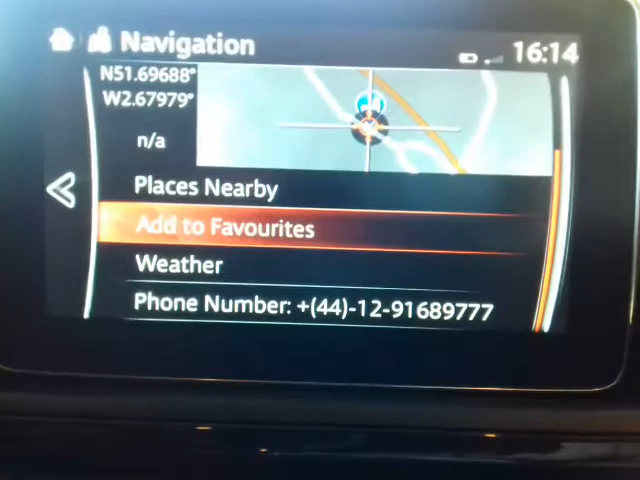 Navigation
16:14
N51.69688°
W2.67979°
n/a
Places Nearby
Add to Favourites
Weather
Phone Number: +(44)-12-91689777